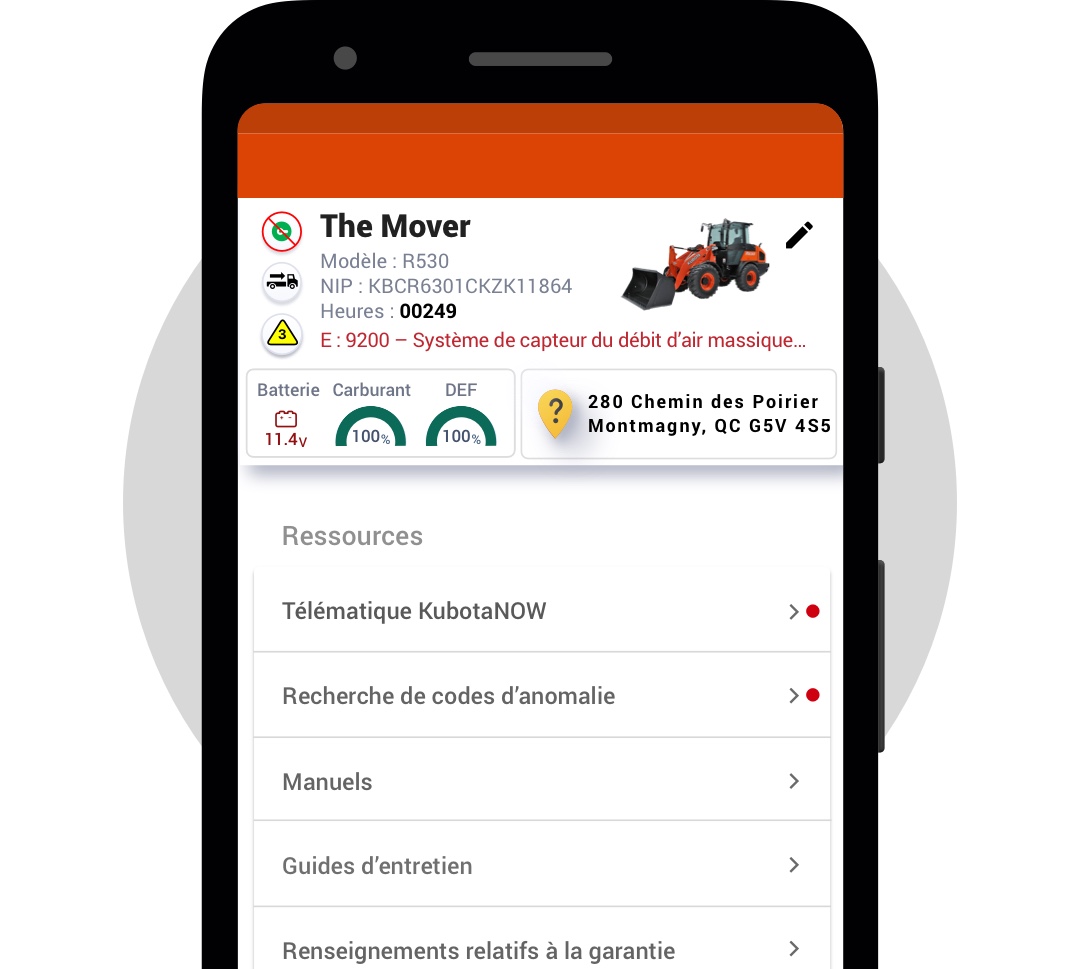 The Mover
Modèle : R530
NIP : KBCR6301CKZK11864
Heures : 00249
3
E : 9200 – Système de capteur du débit d’air massique...
Batterie Carburant DEF
11.4V 100% 100%
?
280 Chemin des Poirier
Montmagny, QC G5V 4S5
Ressources
Télématique KubotaNOW
Recherche de codes d’anomalie
Manuels
Guides d’entretien
Renseignements relatifs à la garantie